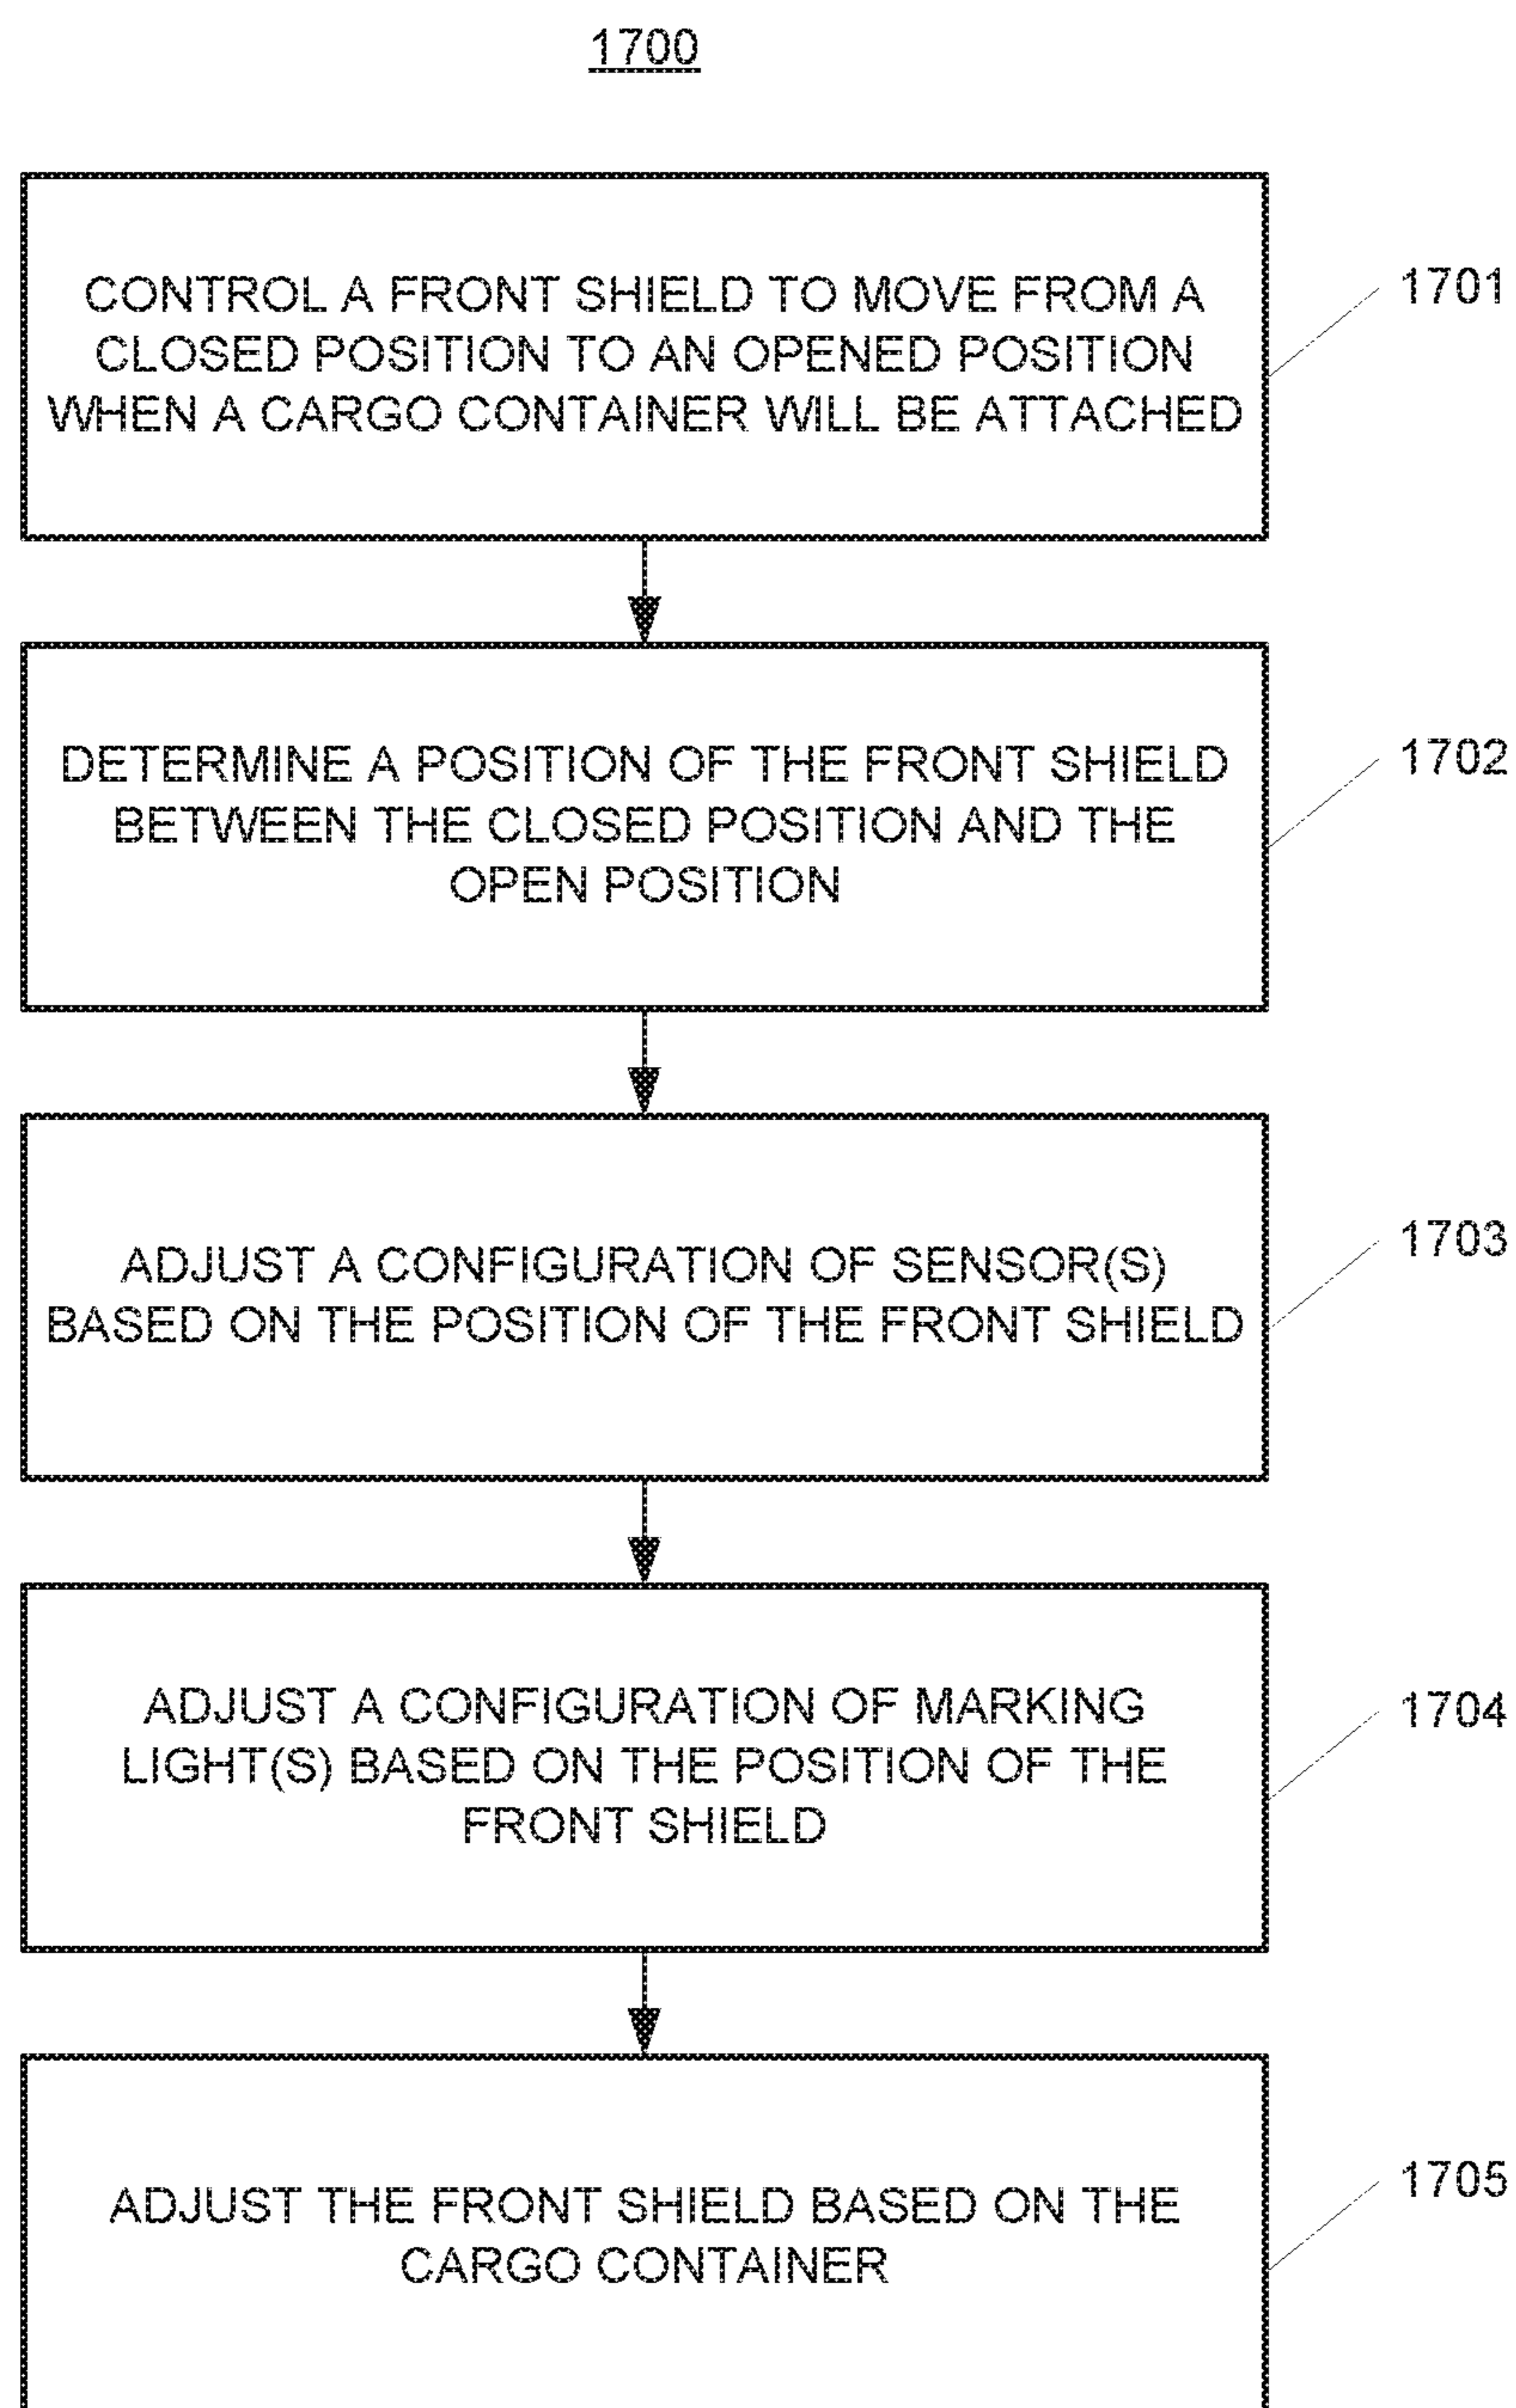 1700
CONTROL A FRONT SHIELD TO MOVE FROM A
CLOSED POSITION TO AN OPENED POSITION
WHEN A CARGO CONTAINER WILL BE ATTACHED
1701
DETERMINE A POSITION OF THE FRONT SHIELD
BETWEEN THE CLOSED POSITION AND THE
OPEN POSITION
1702
ADJUST A CONFIGURATION OF SENSOR(S)
BASED ON THE POSITION OF THE FRONT SHIELD
1703
ADJUST A CONFIGURATION OF MARKING
LIGHT(S) BASED ON THE POSITION OF THE
FRONT SHIELD
1704
ADJUST THE FRONT SHIELD BASED ON THE
CARGO CONTAINER
1705